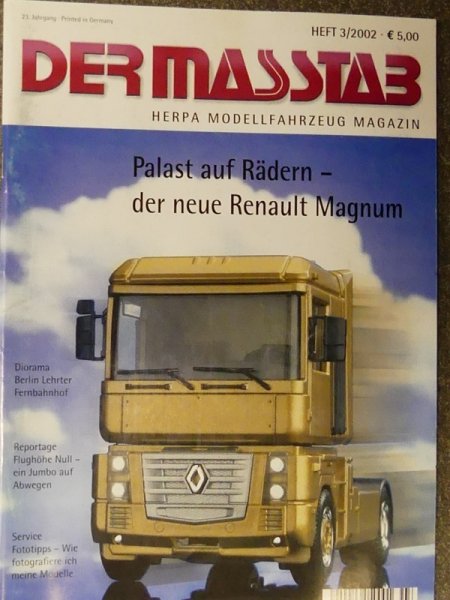 23. Jahrgang · Printed in Germany
HEFT 3/2002 · € 5,00
DER MASSTAB
HERPA MODELLFAHRZEUG MAGAZIN
Palast auf Rädern –
der neue Renault Magnum
Diorama
Berlin Lehrter
Fernbahnhof
Reportage
Flughöhe Null –
ein Jumbo auf
Abwegen
Service
Fototipps – Wie
fotografiere ich
meine Modelle